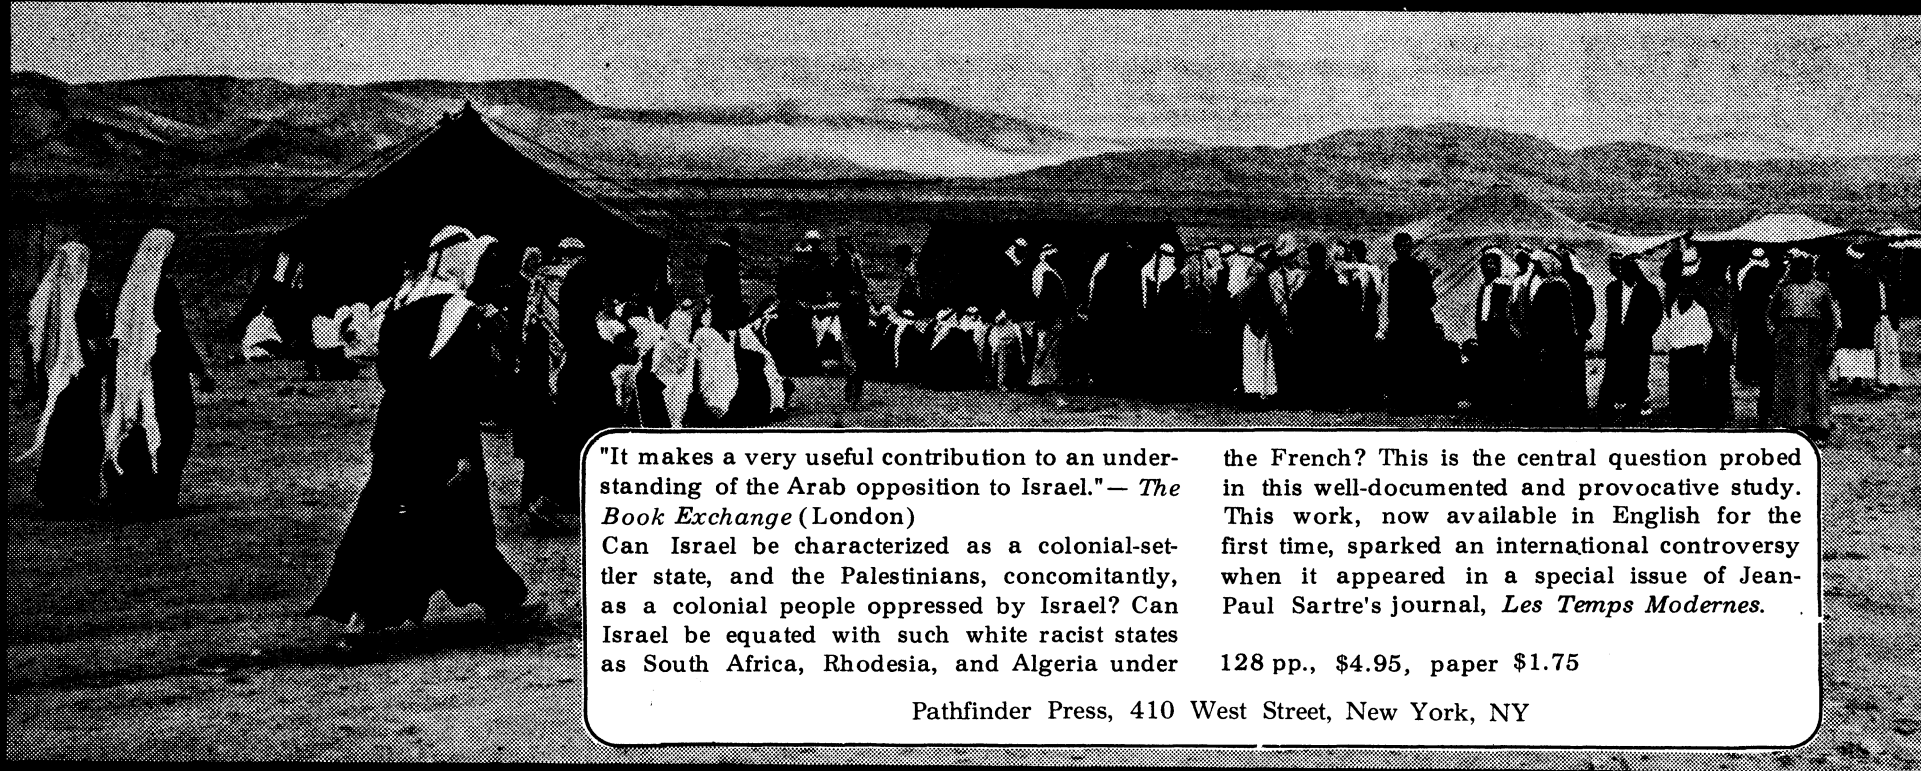 "It makes a very useful contribution to an under-
standing of the Arab opposition to Israel."— The
Book Exchange (London)
Can Israel be characterized as a colonial-set-
tler state, and the Palestinians, concomitantly,
as a colonial people oppressed by Israel? Can
Israel be equated with such white racist states
as South Africa, Rhodesia, and Algeria under
the French? This is the central question probed
in this well-documented and provocative study.
This work, now available in English for the
first time, sparked an international controversy
when it appeared in a special issue of Jean-
Paul Sartre's journal, Les Temps Modernes.
128 pp., $4.95, paper $1.75
Pathfinder Press, 410 West Street, New York, NY